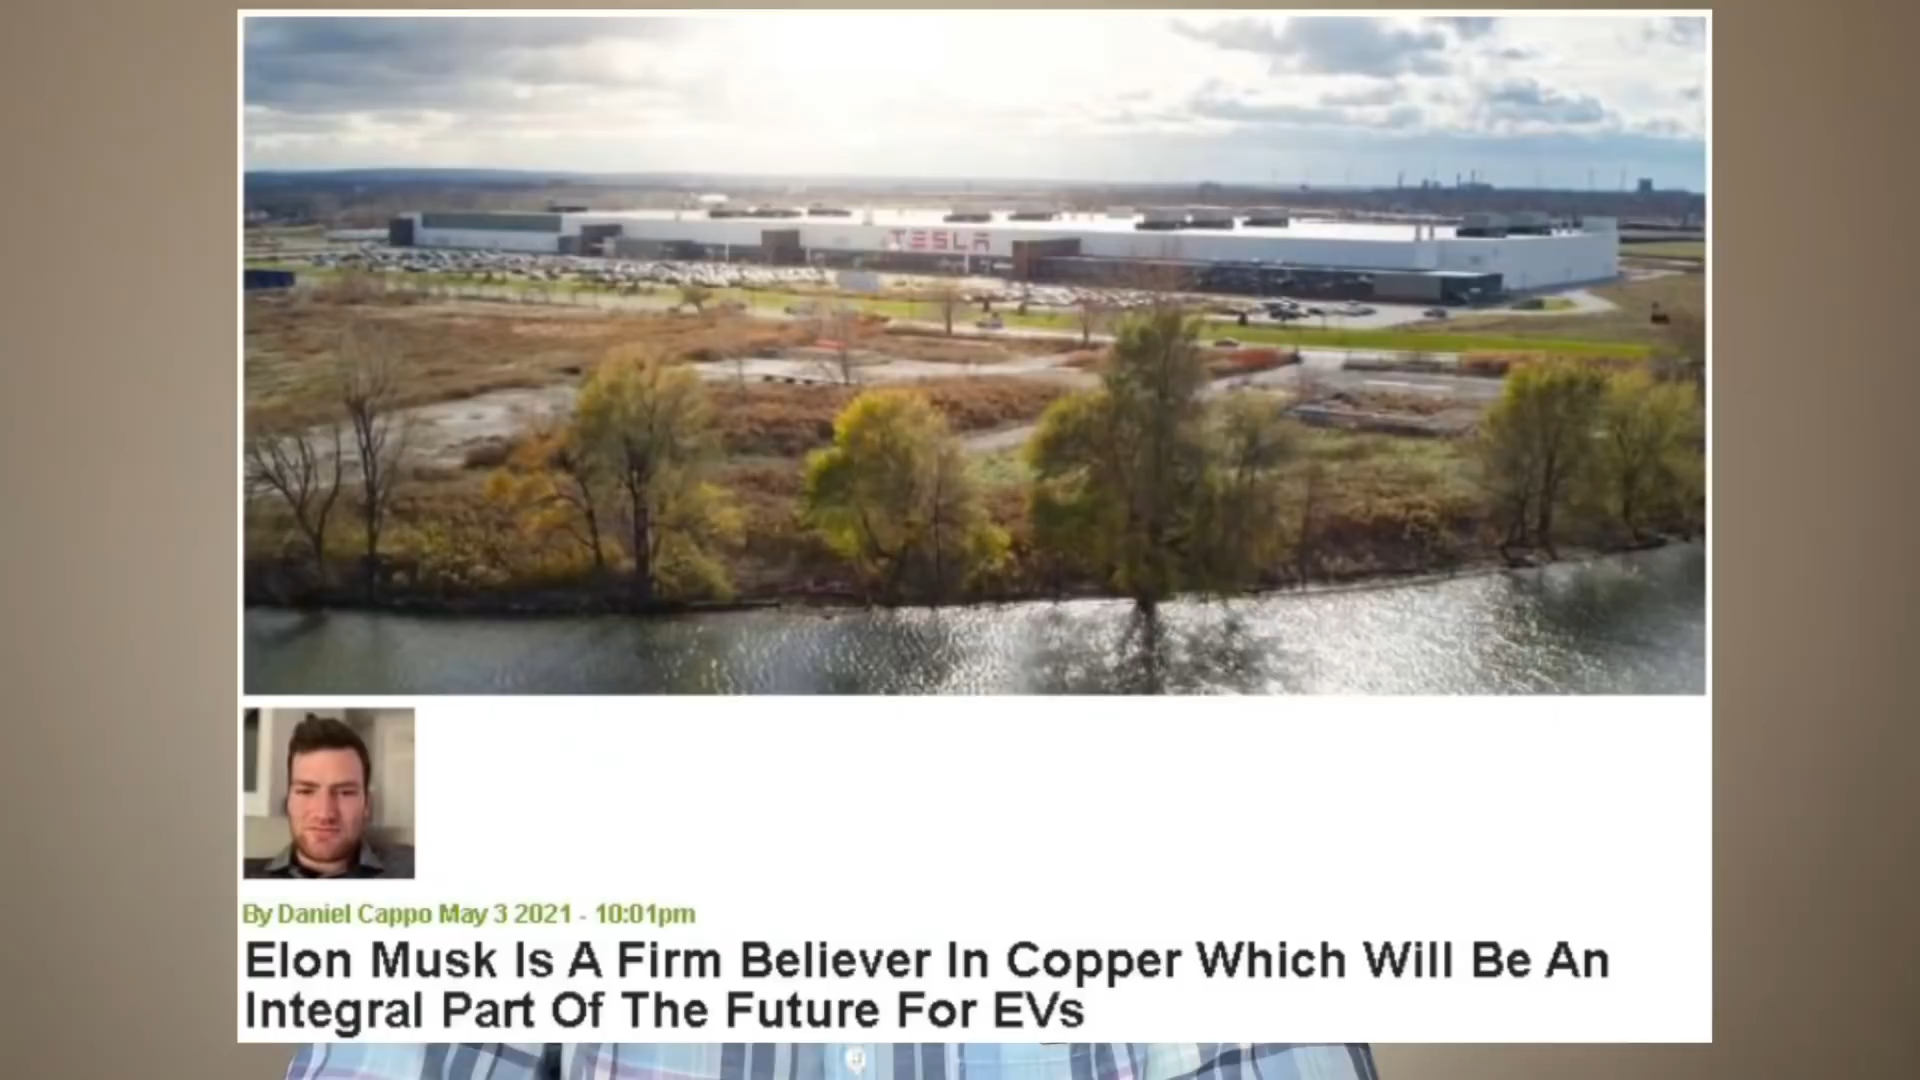 TESLA
By Daniel Cappo May 3 2021 - 10:01pm
Elon Musk Is A Firm Believer In Copper Which Will Be An
Integral Part Of The Future For EVs